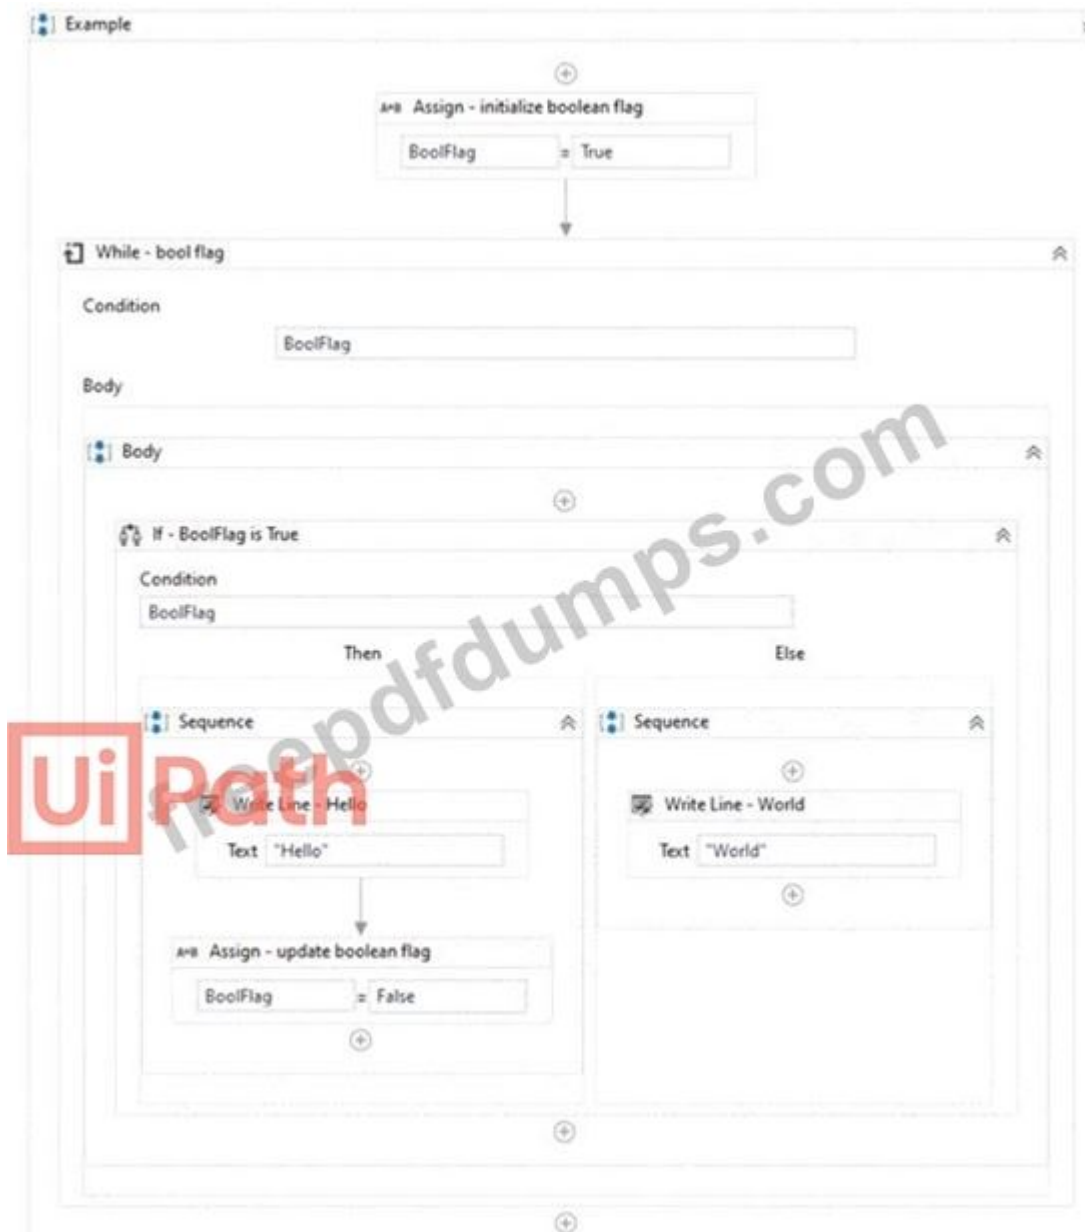 Example
A+B Assign - initialize boolean flag
BoolFlag = True
While - bool flag
Condition
BoolFlag
Body
Body
If - BoolFlag is True
Condition
BoolFlag
Then Else
Sequence Sequence
Write Line - Hello Write Line - World
Text "Hello" Text "World"
A+B Assign - update boolean flag
BoolFlag = False
UiPath
freepdfdumps.com